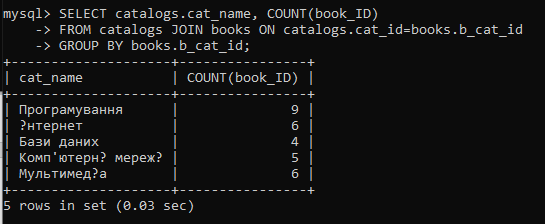 mysql> SELECT catalogs.cat_name, COUNT(book_ID)
    -> FROM catalogs JOIN books ON catalogs.cat_id=books.b_cat_id
    -> GROUP BY books.b_cat_id;
+--------------------+----------------+
| cat_name           | COUNT(book_ID) |
+--------------------+----------------+
| Програмування      |              9 |
| ?нтернет           |              6 |
| Бази даних         |              4 |
| Комп'ютерн? мереж? |              5 |
| Мультимед?а        |              6 |
+--------------------+----------------+
5 rows in set (0.03 sec)